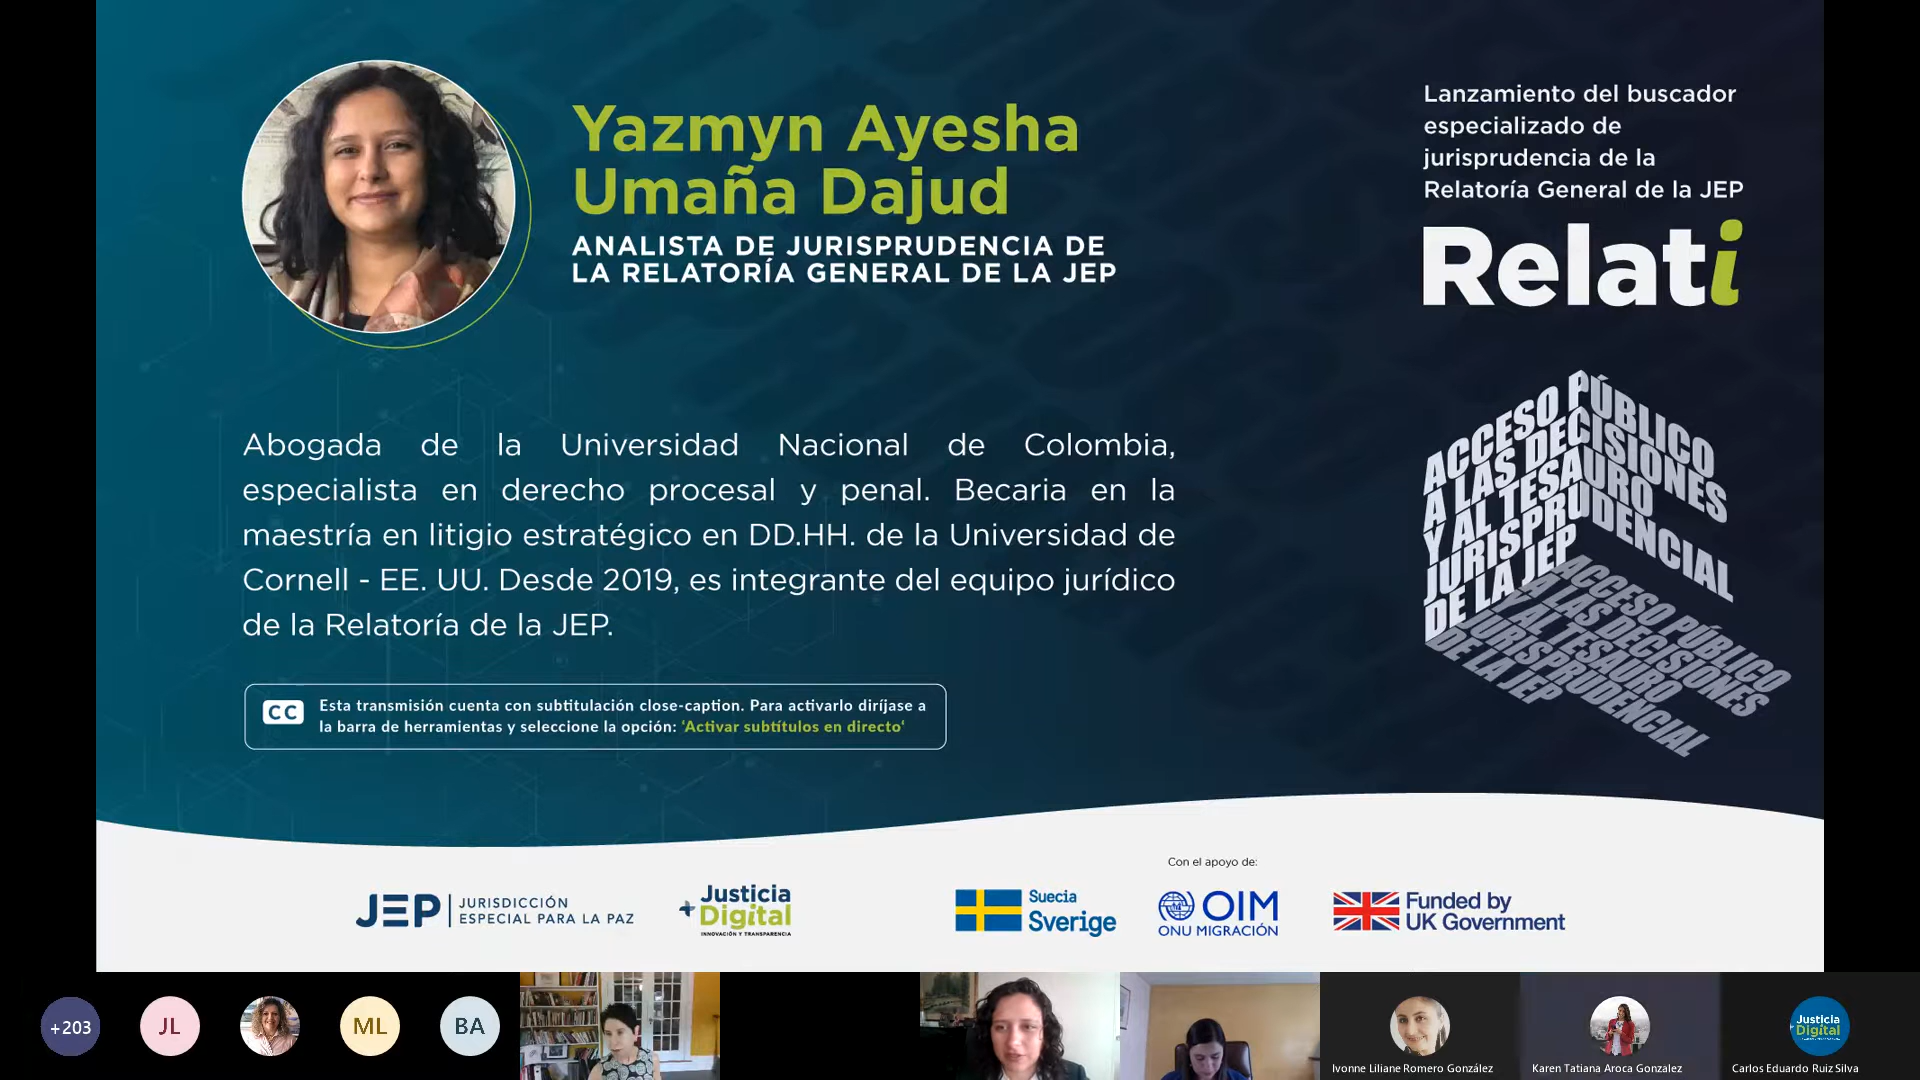 Yazmyn Ayesha
Umaña Dajud
ANALISTA DE JURISPRUDENCIA DE
LA RELATORÍA GENERAL DE LA JEP
Lanzamiento del buscador
especializado de
jurisprudencia de la
Relatoría General de la JEP
Relati
ACCESO PÚBLICO
A LAS DECISIONES
Y AL TESAURO
JURISPRUDENCIAL
DE LA JEP
ACCESO PÚBLICO
A LAS DECISIONES
Y AL TESAURO
JURISPRUDENCIAL
DE LA JEP
Abogada de la Universidad Nacional de Colombia,
especialista en derecho procesal y penal. Becaria en la
maestría en litigio estratégico en DD.HH. de la Universidad de
Cornell - EE. UU. Desde 2019, es integrante del equipo jurídico
de la Relatoría de la JEP.
CC
Esta transmisión cuenta con subtitulación close-caption. Para activarlo diríjase a
la barra de herramientas y seleccione la opción: ‘Activar subtítulos en directo‘
Con el apoyo de:
JEP JURISDICCIÓN
ESPECIAL PARA LA PAZ
+ Justicia
Digital
INNOVACIÓN Y TRANSPARENCIA
Suecia
Sverige
OIM
ONU MIGRACIÓN
Funded by
UK Government
+203
JL
ML
BA
Ivonne Liliane Romero González
Karen Tatiana Aroca Gonzalez
Justicia
Digital
Carlos Eduardo Ruiz Silva